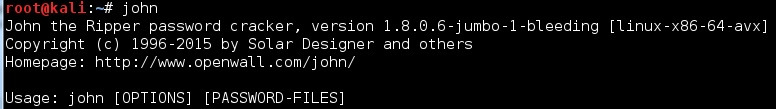 root@kali:~# john
John the Ripper password cracker, version 1.8.0.6-jumbo-1-bleeding [linux-x86-64-avx]
Copyright (c) 1996-2015 by Solar Designer and others
Homepage: http://www.openwall.com/john/
Usage: john [OPTIONS] [PASSWORD-FILES]